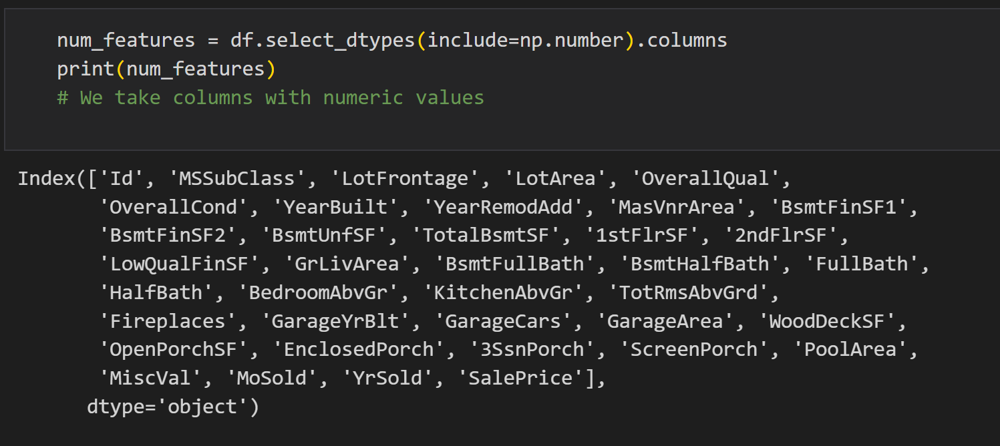 num_features = df.select_dtypes(include=np.number).columns
print(num_features)
# We take columns with numeric values
Index(['Id', 'MSSubClass', 'LotFrontage', 'LotArea', 'OverallQual',
'OverallCond', 'YearBuilt', 'YearRemodAdd', 'MasVnrArea', 'BsmtFinSF1',
'BsmtFinSF2', 'BsmtUnfSF', 'TotalBsmtSF', '1stFlrSF', '2ndFlrSF',
'LowQualFinSF', 'GrLivArea', 'BsmtFullBath', 'BsmtHalfBath', 'FullBath',
'HalfBath', 'BedroomAbvGr', 'KitchenAbvGr', 'TotRmsAbvGrd',
'Fireplaces', 'GarageYrBlt', 'GarageCars', 'GarageArea', 'WoodDeckSF',
'OpenPorchSF', 'EnclosedPorch', '3SsnPorch', 'ScreenPorch', 'PoolArea',
'MiscVal', 'MoSold', 'YrSold', 'SalePrice'],
dtype='object')